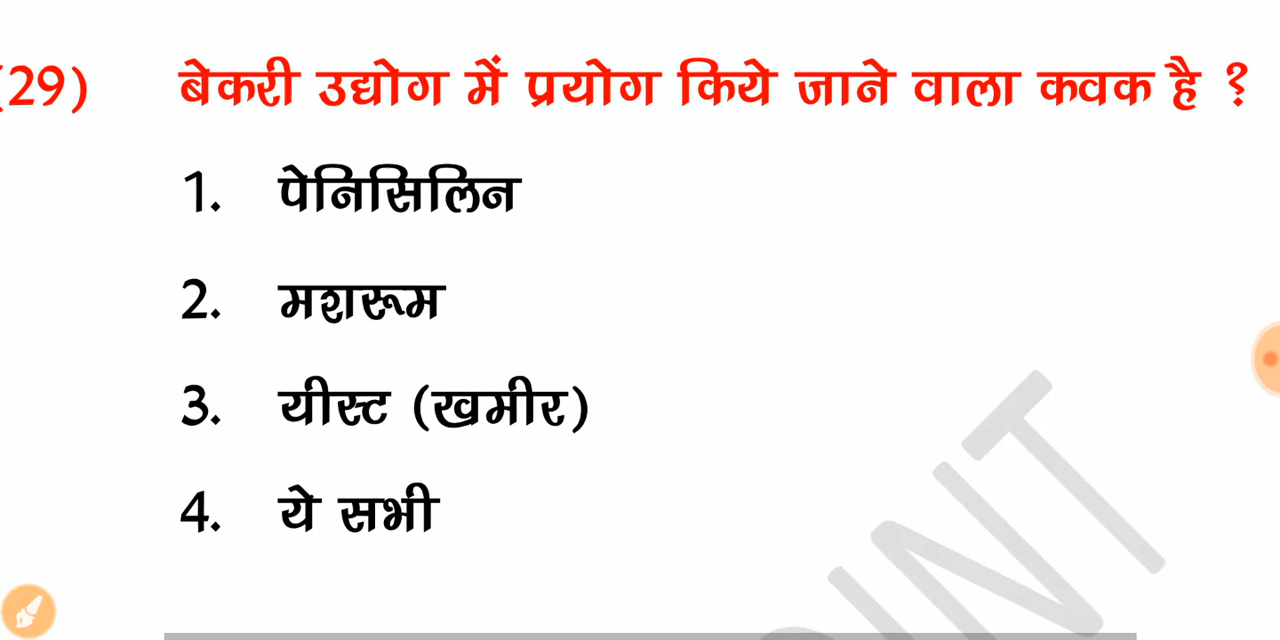 (29) बेकरी उद्योग में प्रयोग किये जाने वाला कवक है ?
1. पेनिसिलिन
2. मशरूम
3. यीस्ट (खमीर)
4. ये सभी